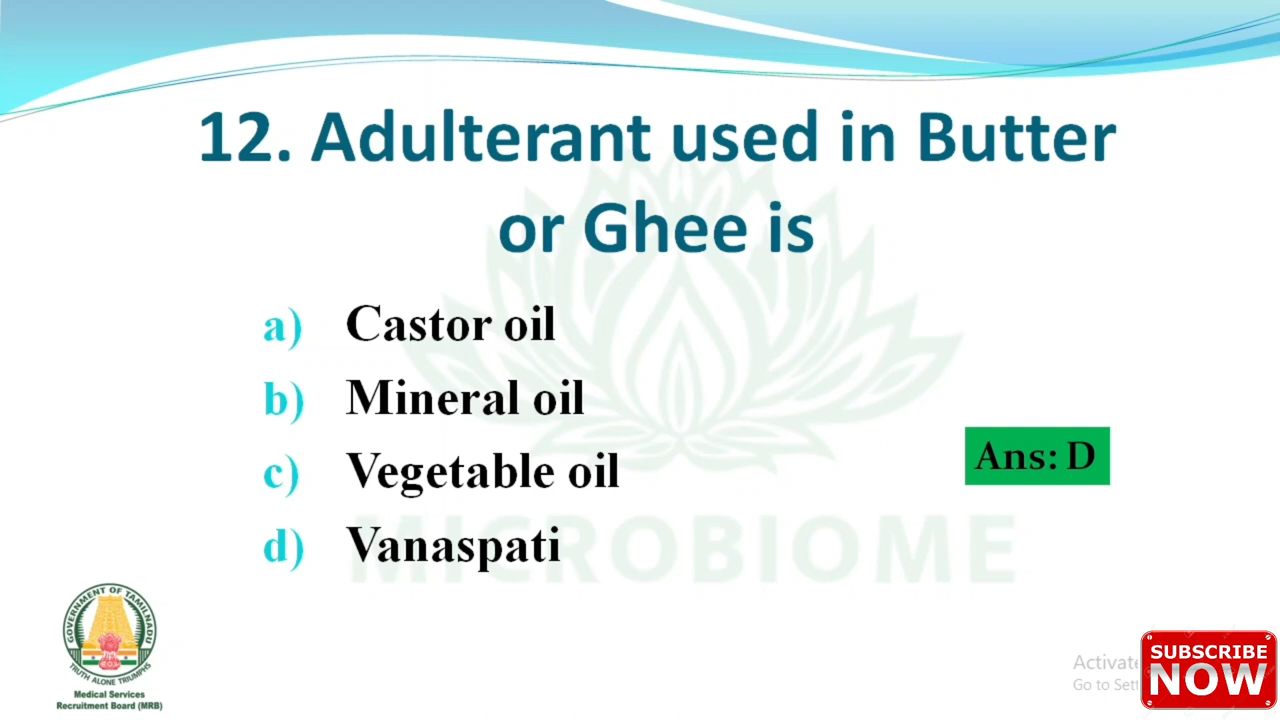 12. Adulterant used in Butter
or Ghee is
a) Castor oil
b) Mineral oil
c) Vegetable oil
d) Vanaspati
Ans: D
MICROBIOME
GOVERNMENT OF TAMILNADU
TRUTH ALONE TRIUMPHS
Medical Services
Recruitment Board (MRB)
Activate
Go to Sett
SUBSCRIBE
NOW